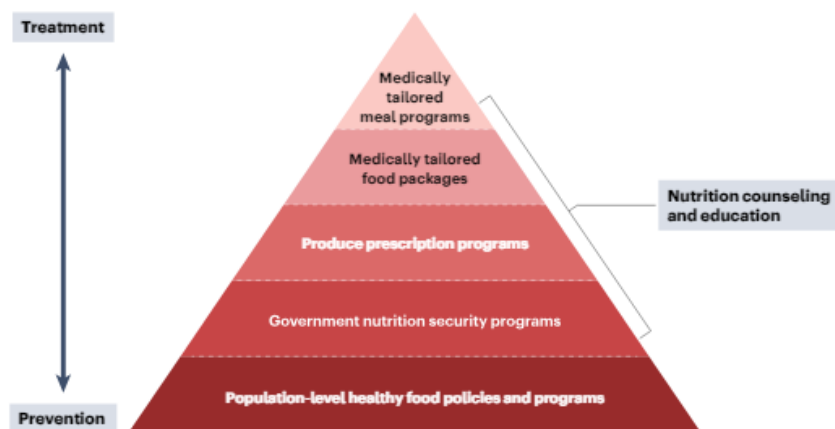 Treatment
Medically
tailored
meal programs
Medically tailored
food packages
Nutrition counseling
and education
Produce prescription programs
Government nutrition security programs
Population-level healthy food policies and programs
Prevention